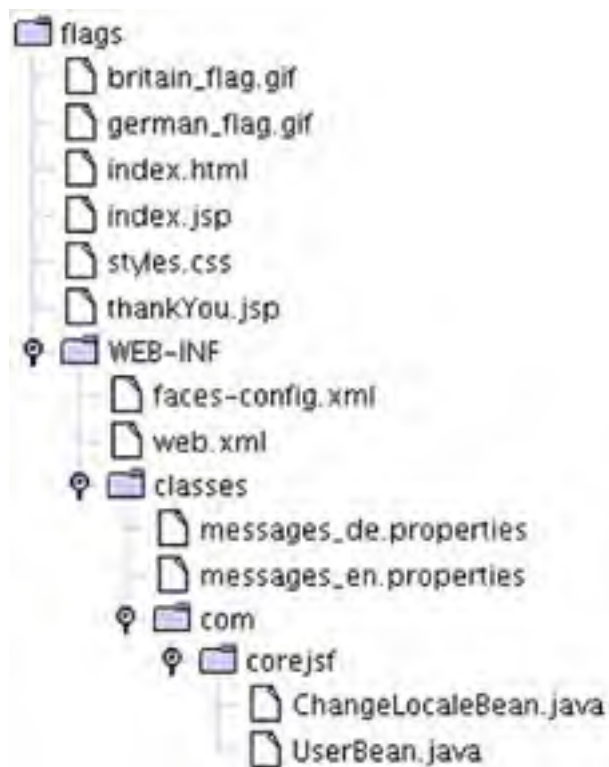 flags
britain_flag.gif
german_flag.gif
index.html
index.jsp
styles.css
thankYou.jsp
WEB-INF
faces-config.xml
web.xml
classes
messages_de.properties
messages_en.properties
com
corejsf
ChangeLocaleBean.java
UserBean.java